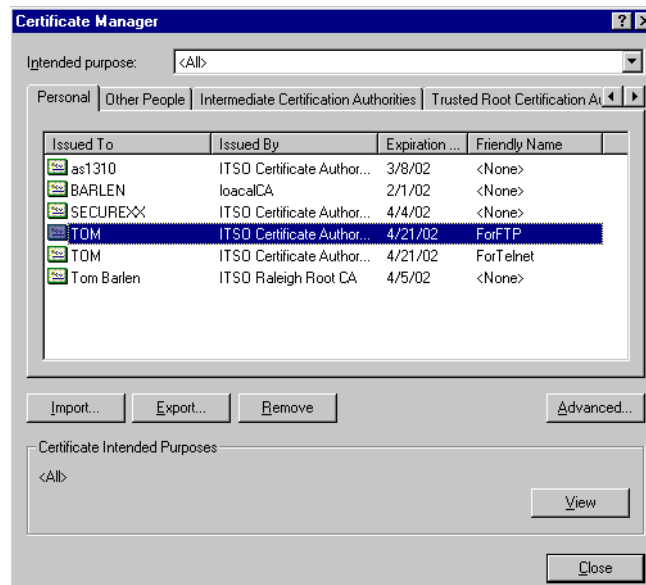 Certificate Manager
Intended purpose: <All>
Personal Other People Intermediate Certification Authorities Trusted Root Certification Au
Issued To Issued By Expiration ... Friendly Name
as1310 ITSO Certificate Author... 3/8/02 <None>
BARLEN loacalCA 2/1/02 <None>
SECUREXX ITSO Certificate Author... 4/4/02 <None>
TOM ITSO Certificate Author... 4/21/02 ForFTP
TOM ITSO Certificate Author... 4/21/02 ForTelnet
Tom Barlen ITSO Raleigh Root CA 4/5/02 <None>
Import... Export... Remove Advanced...
Certificate Intended Purposes
<All>
View
Close